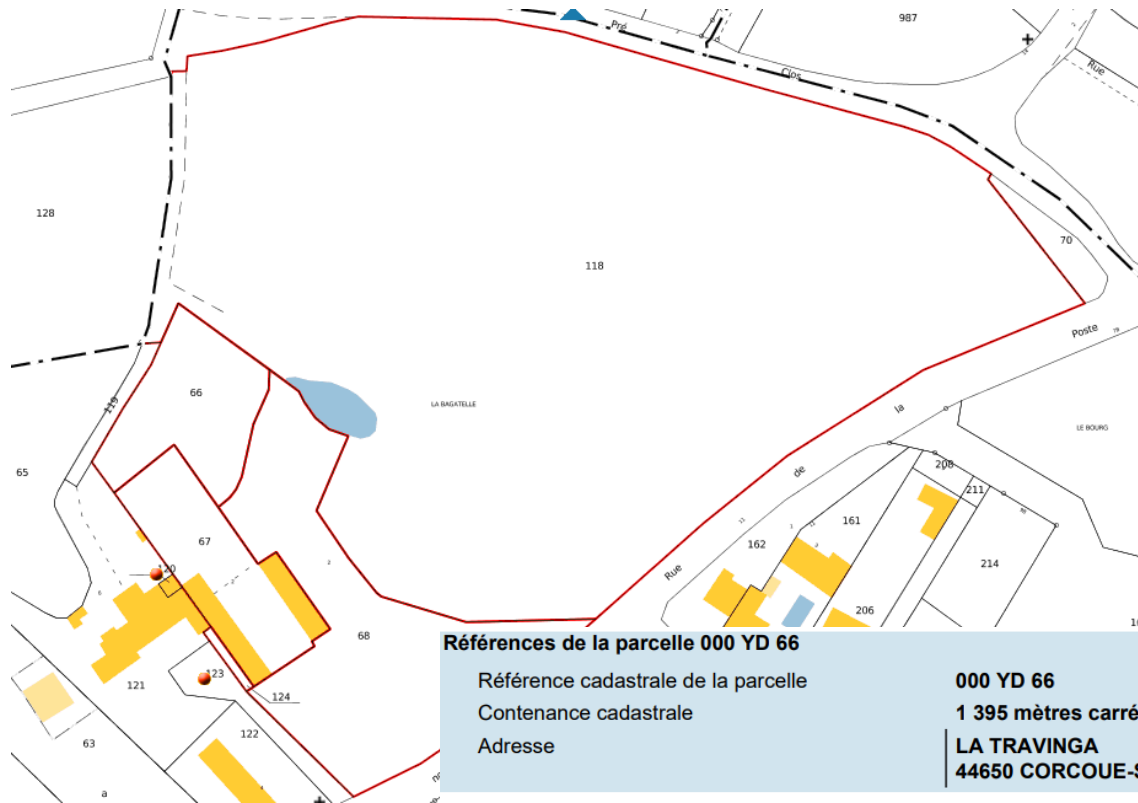 987
Pré
Clos
Rue
128
118
70
Poste
66
119
LA BAGATELLE
la
LE BOURG
65
de
208
211
161
162
67
120
214
Rue
206
68
121
123
124
122
63
a
Références de la parcelle 000 YD 66
Référence cadastrale de la parcelle 000 YD 66
Contenance cadastrale 1 395 mètres carré
Adresse LA TRAVINGA
44650 CORCOUE-S